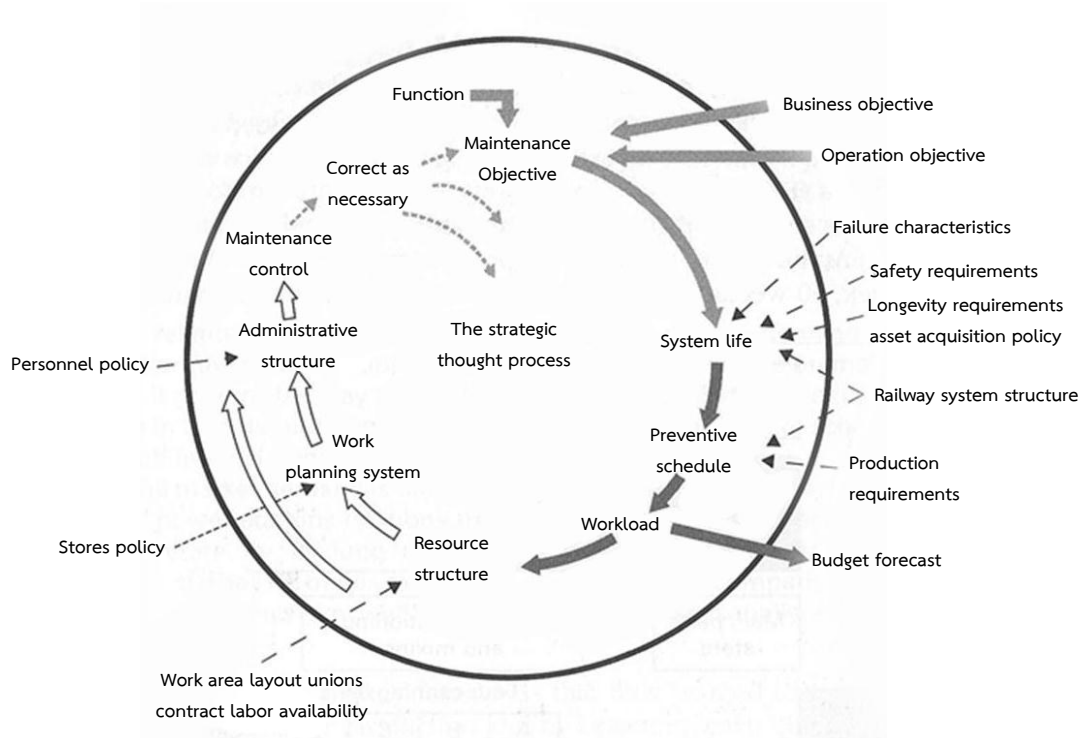 Function
Business objective
Maintenance
Objective
Operation objective
Correct as
necessary
Failure characteristics
Maintenance
control
Safety requirements
Longevity requirements
asset acquisition policy
Administrative
structure
The strategic
thought process
System life
Personnel policy
Railway system structure
Work
planning system
Preventive
schedule
Production
requirements
Stores policy
Workload
Resource
structure
Budget forecast
Work area layout unions
contract labor availability